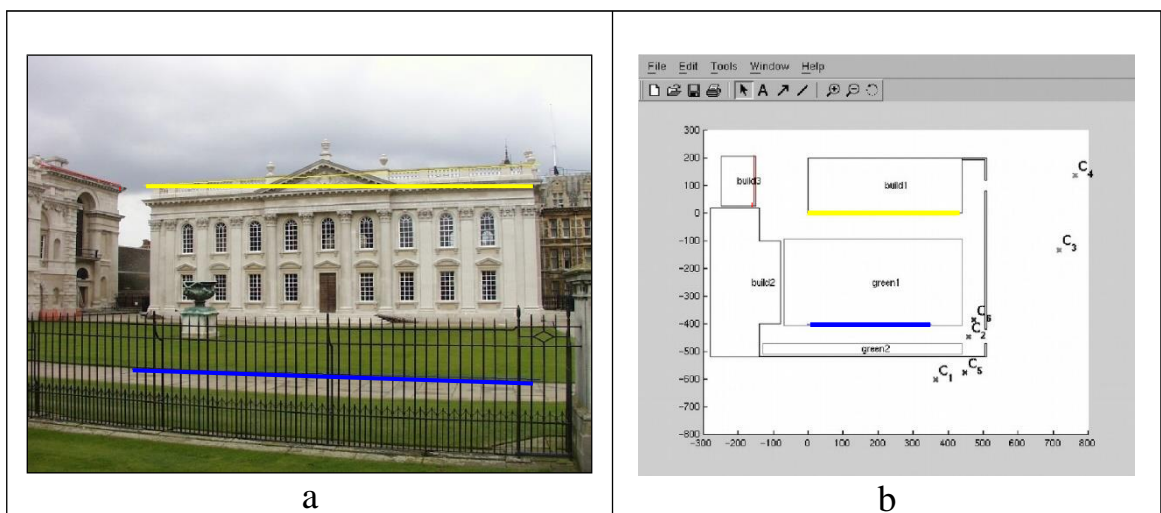 File Edit Tools Window Help
A
300
200
100
0
-100
-200
-300
-400
-500
-600
-700
-800
-300 -200 -100 0 100 200 300 400 500 600 700 800
build3
build1
build2
green1
green2
C4
C3
C6
C2
C5
C1
a b